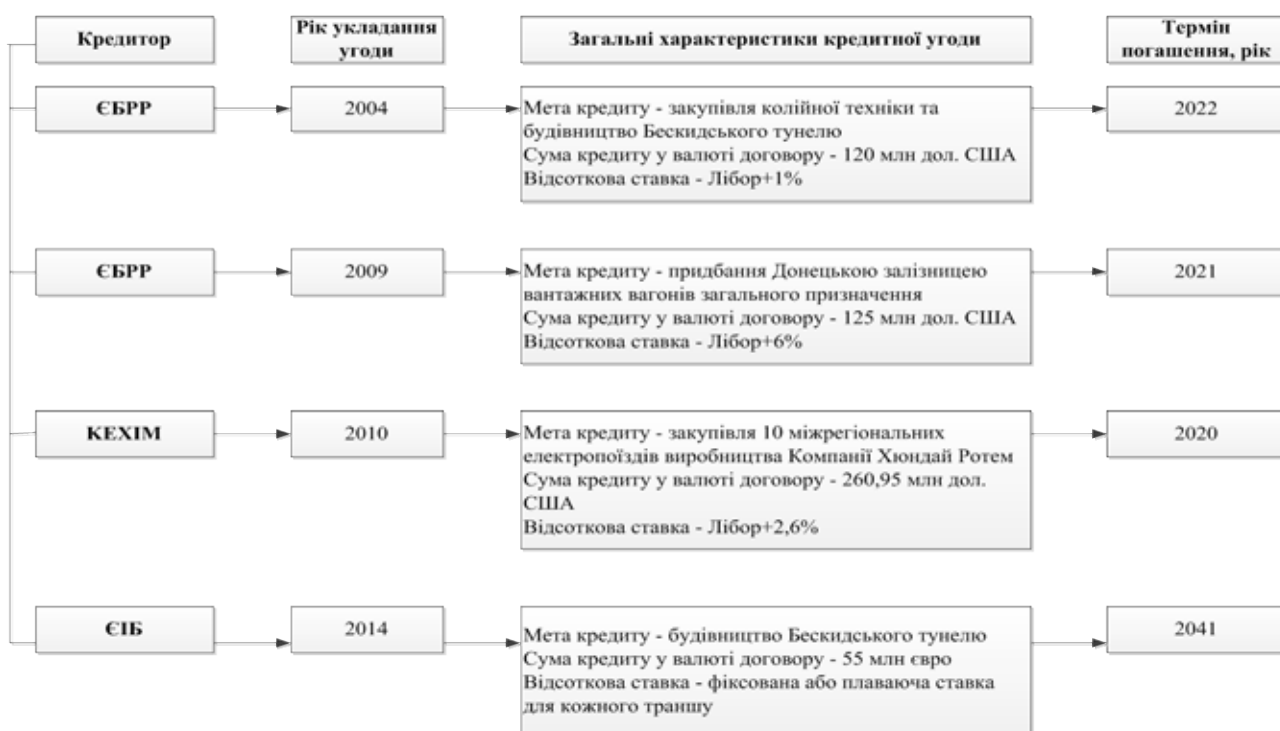 Кредитор
Рік укладання
угоди
Загальні характеристики кредитної угоди
Термін
погашення, рік
ЄБРР
2004
Мета кредиту - закупівля колійної техніки та
будівництво Бескидського тунелю
Сума кредиту у валюті договору - 120 млн дол. США
Відсоткова ставка - Лібор+1%
2022
ЄБРР
2009
Мета кредиту - придбання Донецькою залізницею
вантажних вагонів загального призначення
Сума кредиту у валюті договору - 125 млн дол. США
Відсоткова ставка - Лібор+6%
2021
КЕХІМ
2010
Мета кредиту - закупівля 10 міжрегіональних
електропоїздів виробництва Компанії Хюндай Ротем
Сума кредиту у валюті договору - 260,95 млн дол.
США
Відсоткова ставка - Лібор+2,6%
2020
ЄІБ
2014
Мета кредиту - будівництво Бескидського тунелю
Сума кредиту у валюті договору - 55 млн євро
Відсоткова ставка - фіксована або плаваюча ставка
для кожного траншу
2041